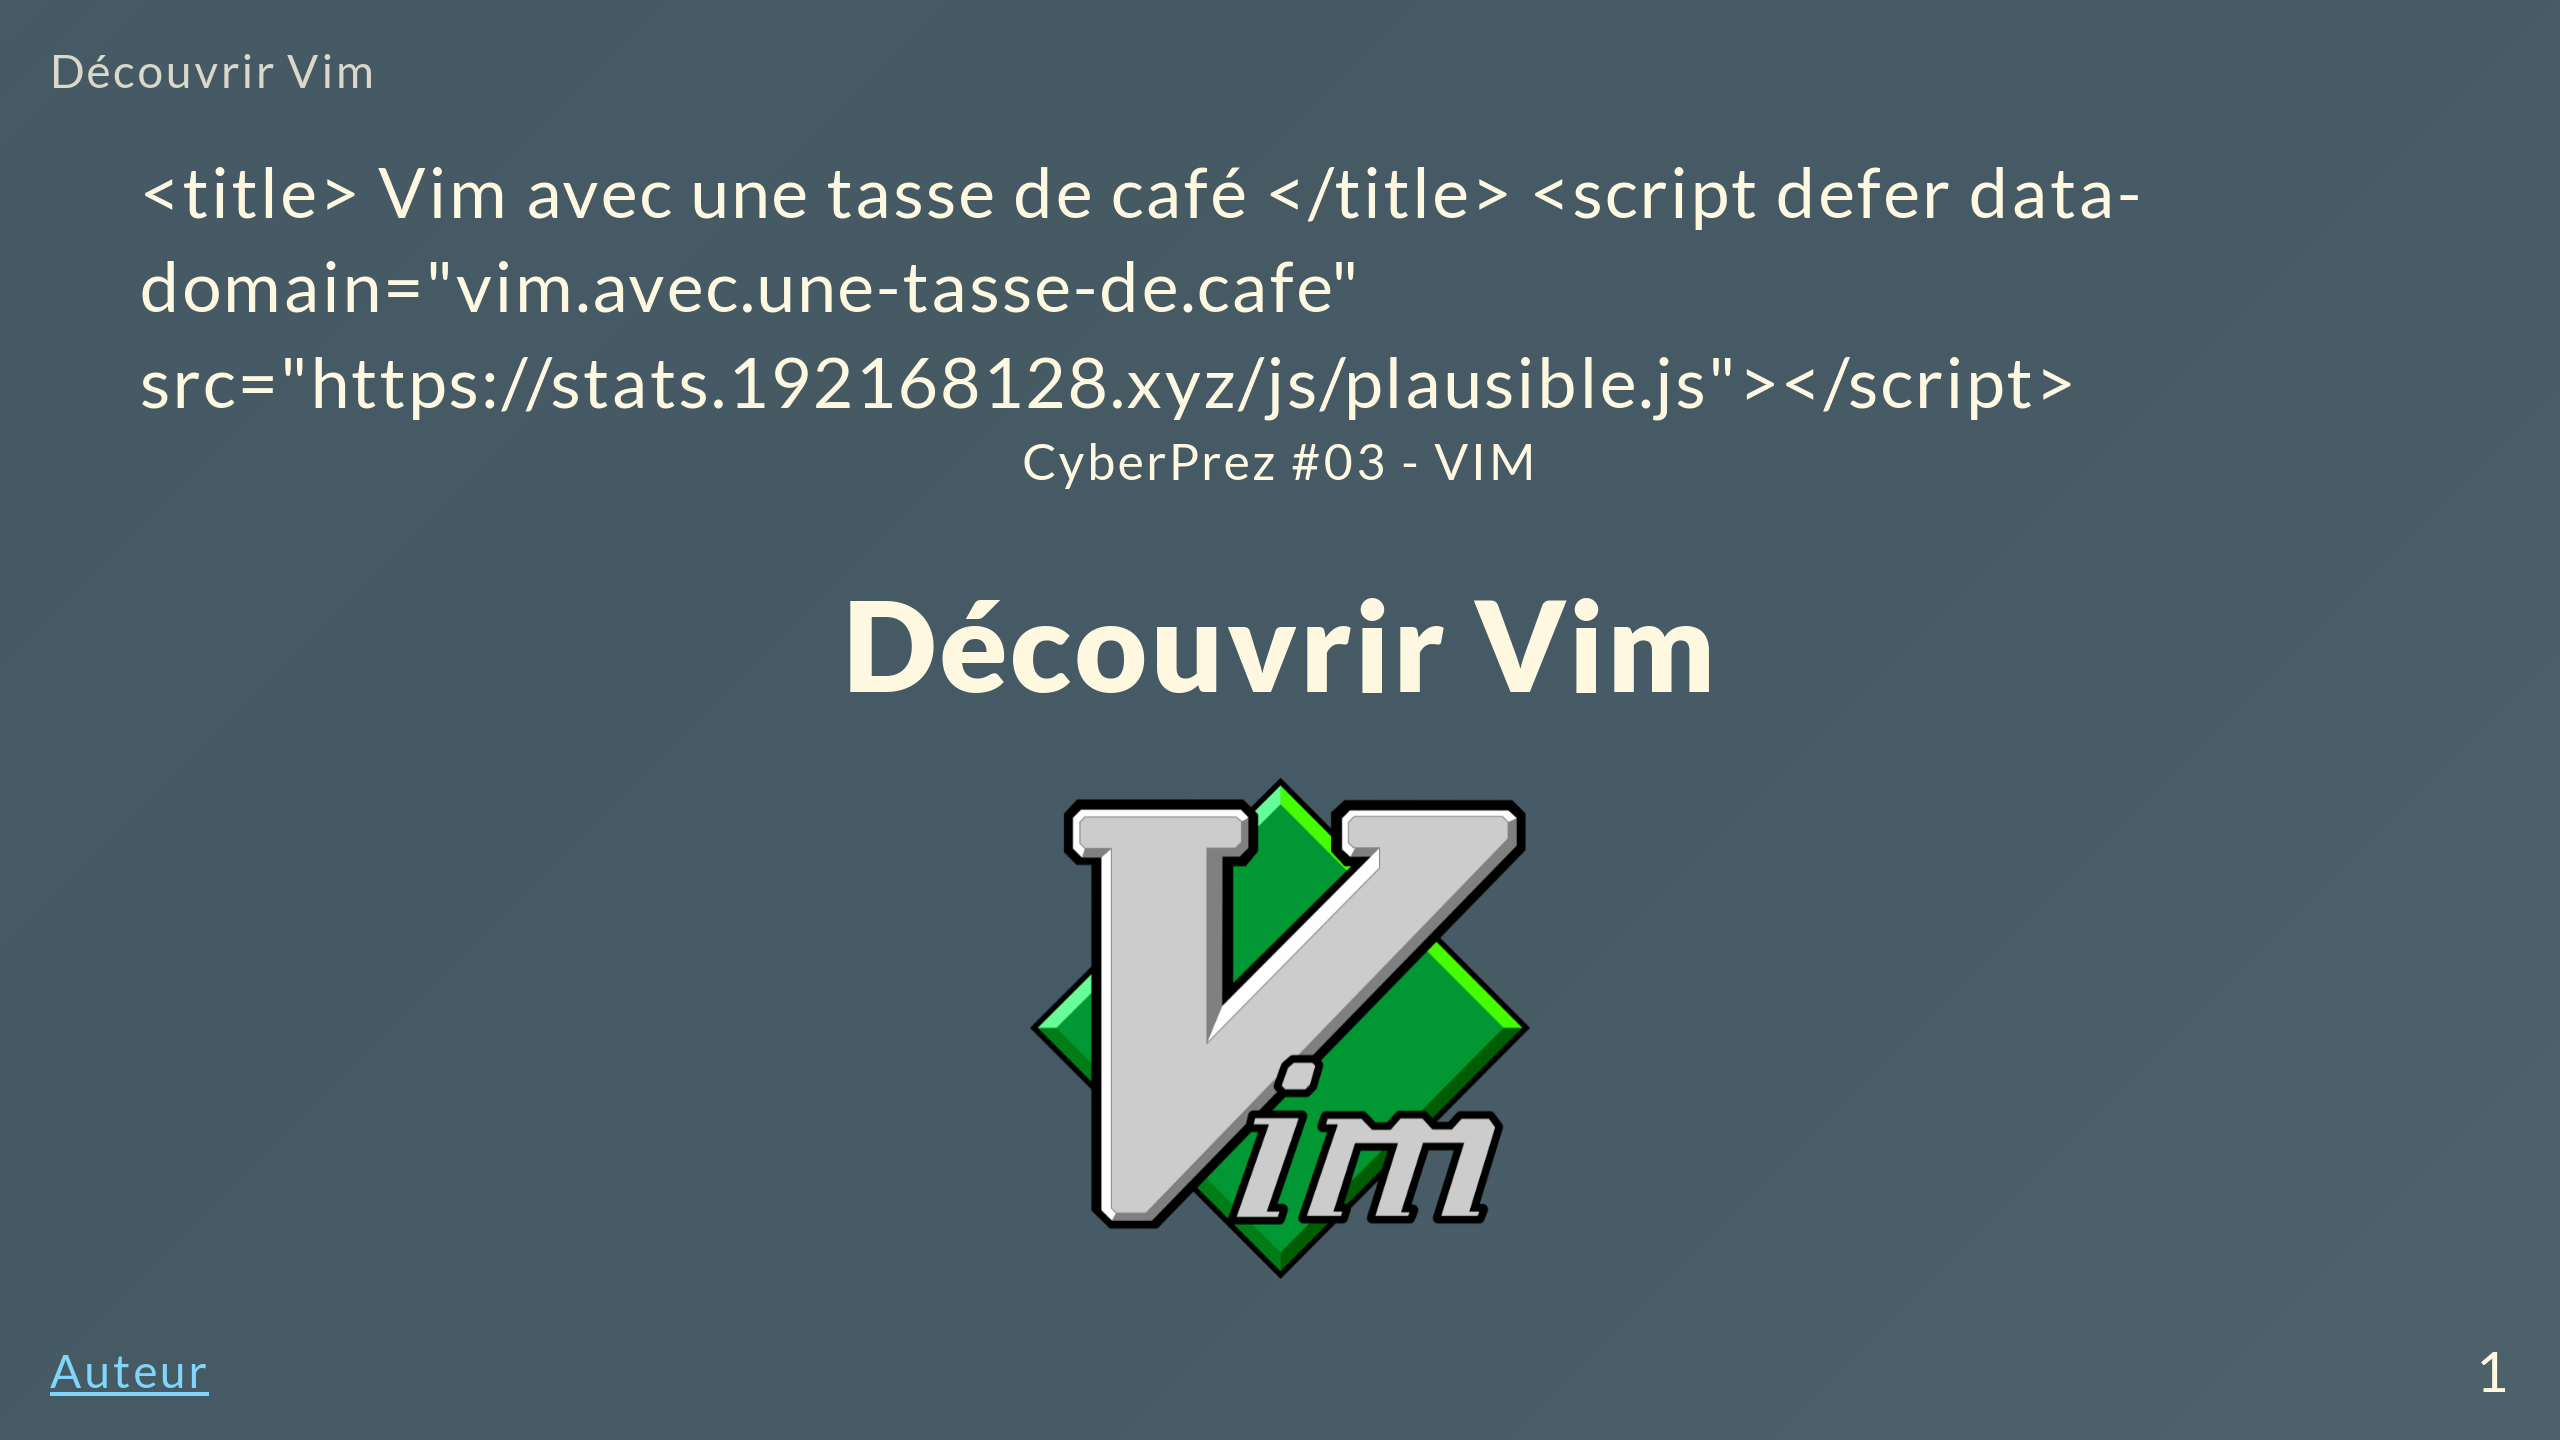 Découvrir Vim
<title> Vim avec une tasse de café </title> <script defer data-
domain="vim.avec.une-tasse-de.cafe"
src="https://stats.192168128.xyz/js/plausible.js"></script>
CyberPrez #03 - VIM
Découvrir Vim
Vim
Auteur
1